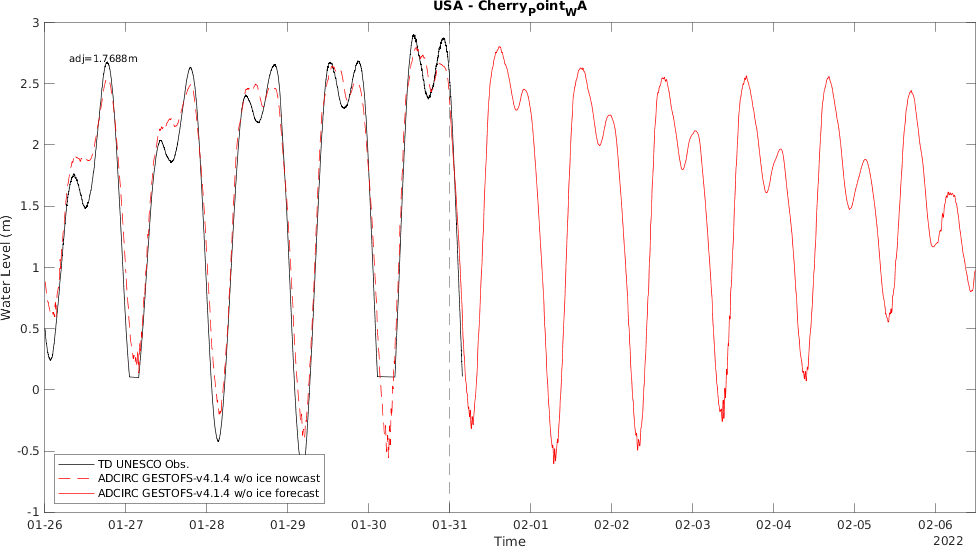 USA - Cherry_Point_WA
adj=1.7688m
Water Level (m)
3
2.5
2
1.5
1
0.5
0
-0.5
-1
TD UNESCO Obs.
ADCIRC GESTOFS-v4.1.4 w/o ice nowcast
ADCIRC GESTOFS-v4.1.4 w/o ice forecast
01-26 01-27 01-28 01-29 01-30 01-31 02-01 02-02 02-03 02-04 02-05 02-06
Time
2022